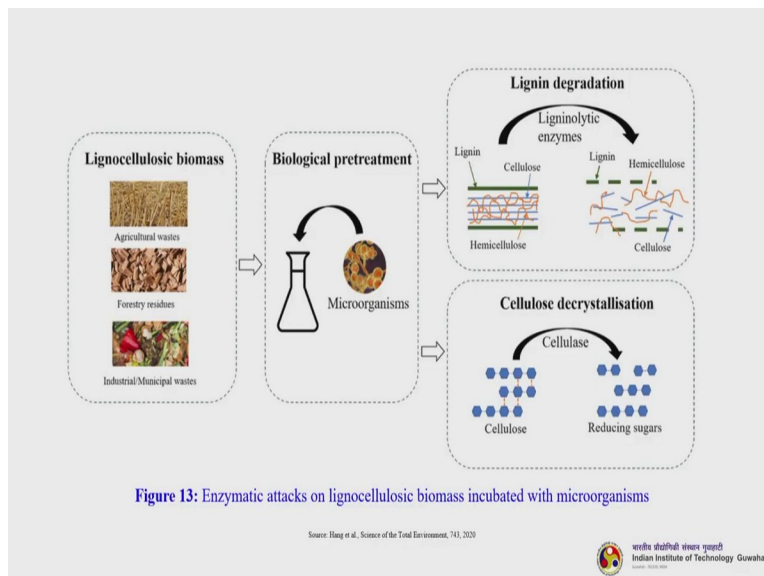 Lignocellulosic biomass
Agricultural wastes
Forestry residues
Industrial/Municipal wastes
Biological pretreatment
Microorganisms
Lignin degradation
Ligninolytic
enzymes
Lignin
Cellulose
Hemicellulose
Lignin
Hemicellulose
Cellulose
Cellulose decrystallisation
Cellulase
Cellulose
Reducing sugars
Figure 13: Enzymatic attacks on lignocellulosic biomass incubated with microorganisms
Source: Hang et al., Science of the Total Environment, 743, 2020
भारतीय प्रौद्योगिकी संस्थान गुवाहाटी
Indian Institute of Technology Guwaha